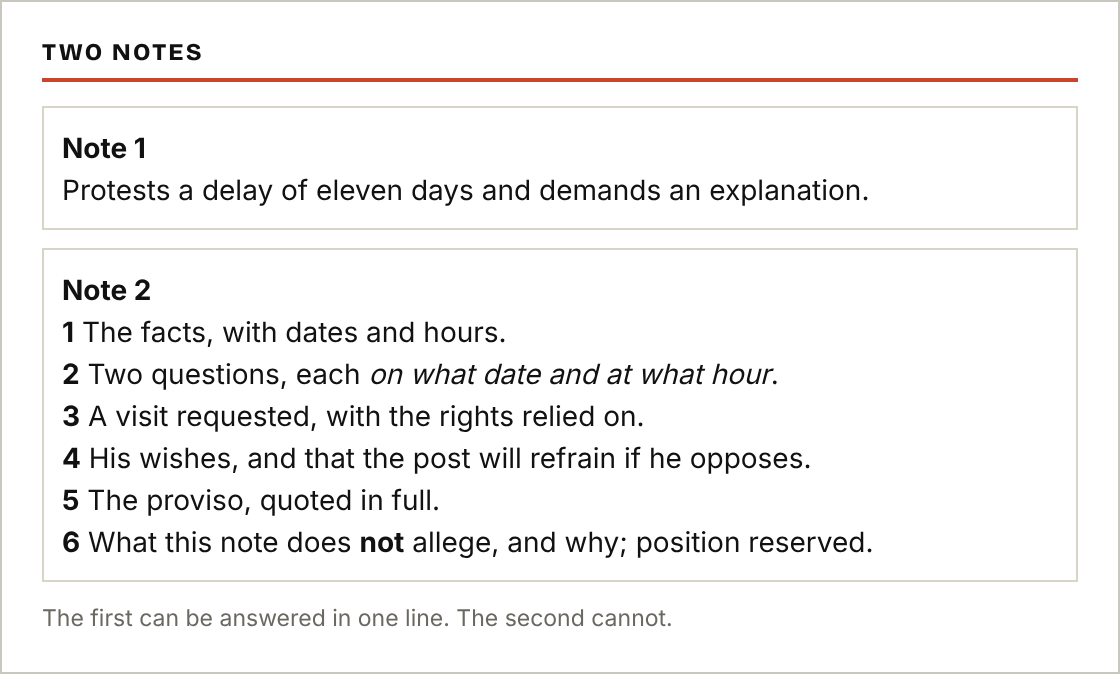 TWO NOTES
Note 1
Protests a delay of eleven days and demands an explanation.
Note 2
1 The facts, with dates and hours.
2 Two questions, each on what date and at what hour.
3 A visit requested, with the rights relied on.
4 His wishes, and that the post will refrain if he opposes.
5 The proviso, quoted in full.
6 What this note does not allege, and why; position reserved.
The first can be answered in one line. The second cannot.